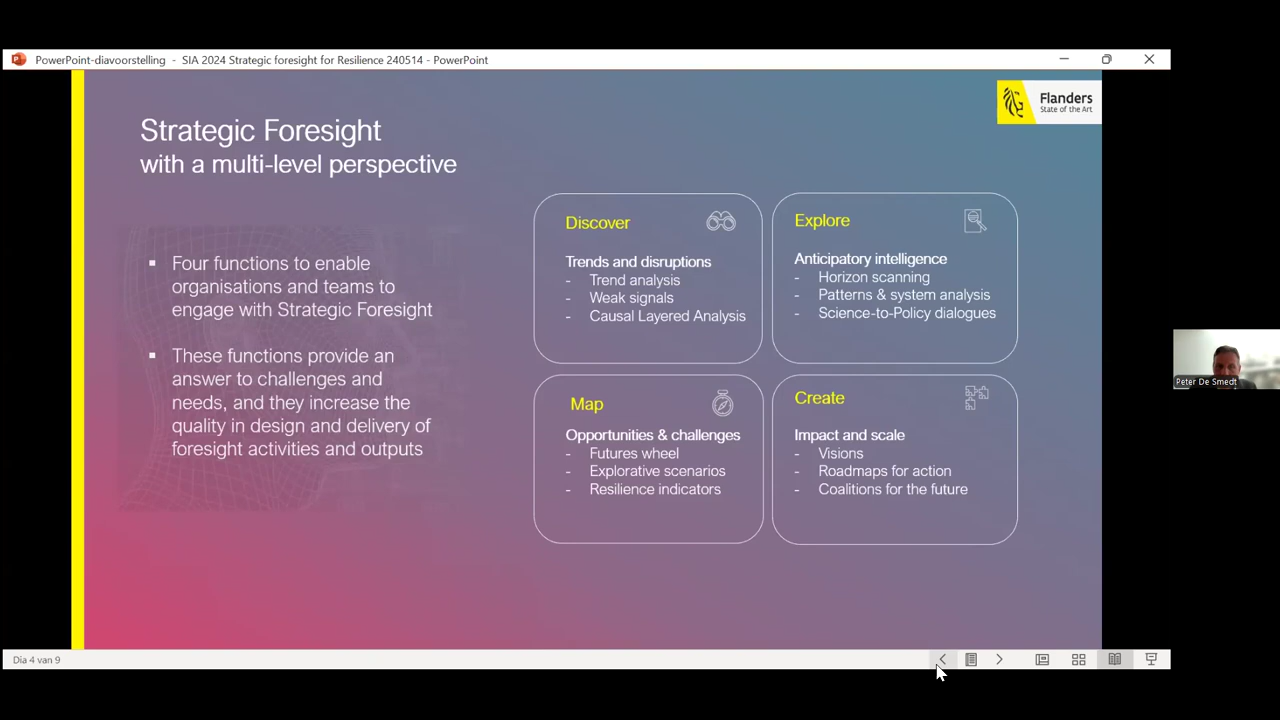 PowerPoint-diavoorstelling - SIA 2024 Strategic foresight for Resilience 240514 - PowerPoint
Flanders
State of the Art
Strategic Foresight
with a multi-level perspective
▪ Four functions to enable
organisations and teams to
engage with Strategic Foresight
▪ These functions provide an
answer to challenges and
needs, and they increase the
quality in design and delivery of
foresight activities and outputs
Discover
Trends and disruptions
- Trend analysis
- Weak signals
- Causal Layered Analysis
Explore
Anticipatory intelligence
- Horizon scanning
- Patterns & system analysis
- Science-to-Policy dialogues
Map
Opportunities & challenges
- Futures wheel
- Explorative scenarios
- Resilience indicators
Create
Impact and scale
- Visions
- Roadmaps for action
- Coalitions for the future
Peter De Smedt
Dia 4 van 9